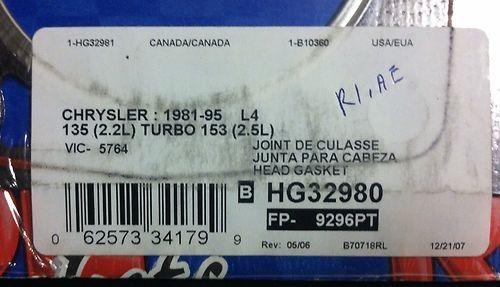 1-HG32981 CANADA/CANADA 1-B10360 USA/EUA
R1,AE
CHRYSLER : 1981-95 L4
135 (2.2L) TURBO 153 (2.5L)
VIC- 5764
JOINT DE CULASSE
JUNTA PARA CABEZA
HEAD GASKET
B HG32980
FP- 9296PT
0 62573 34179 9
Rev: 05/06 B70718RL 12/21/07